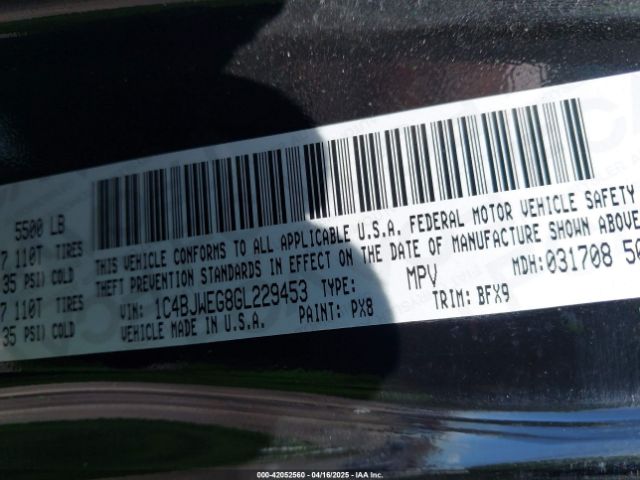 5500 LB
7 110T TIRES
35 PSI) COLD
7 110T TIRES
35 PSI) COLD
THIS VEHICLE CONFORMS TO ALL APPLICABLE U.S.A. FEDERAL MOTOR VEHICLE SAFETY
THEFT PREVENTION STANDARDS IN EFFECT ON THE DATE OF MANUFACTURE SHOWN ABOVE
VIN: 1C4BJWEG8GL229453 TYPE: MPV MDH:031708 50
VEHICLE MADE IN U.S.A. PAINT: PX8 TRIM: BFX9
000-42052560 - 04/16/2025 - IAA Inc.